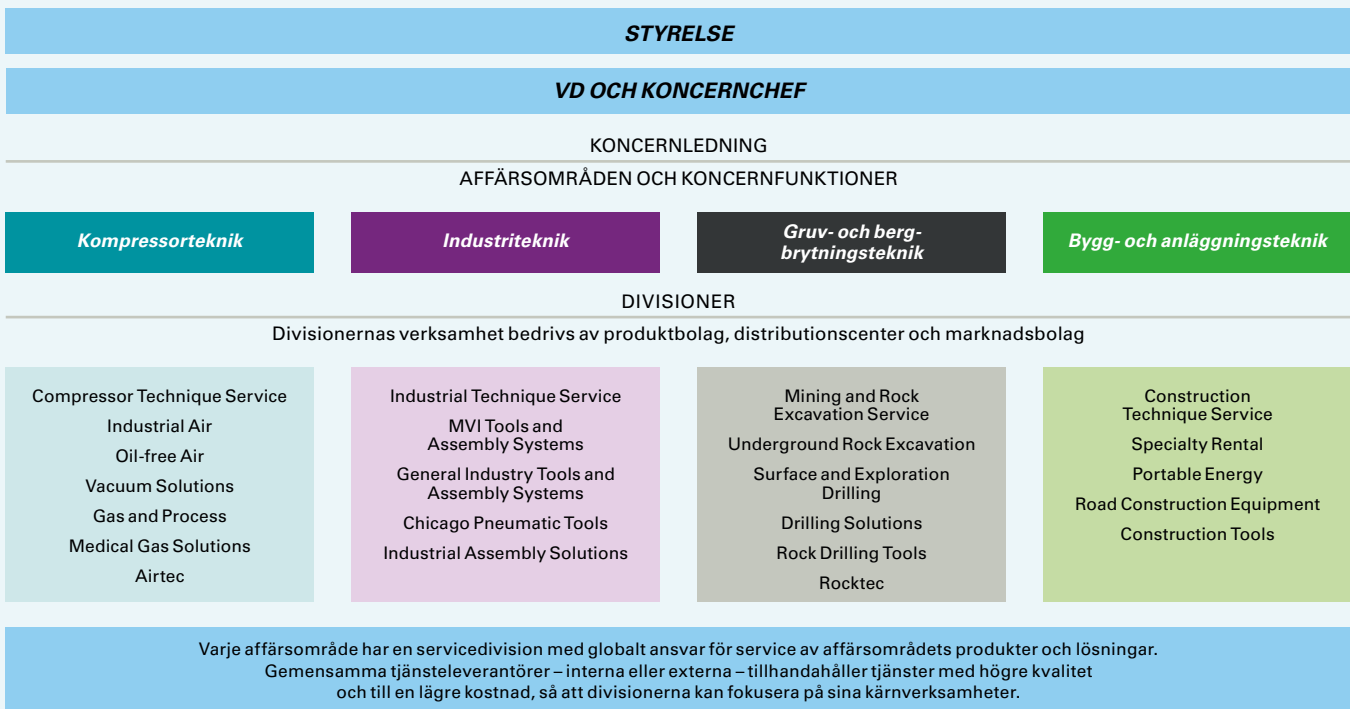 STYRELSE
VD OCH KONCERNCHEF
KONCERNLEDNING
AFFÄRSOMRÅDEN OCH KONCERNFUNKTIONER
Kompressorteknik
Industriteknik
Gruv- och berg-
brytningsteknik
Bygg- och anläggningsteknik
DIVISIONER
Divisionernas verksamhet bedrivs av produktbolag, distributionscenter och marknadsbolag
Compressor Technique Service
Industrial Air
Oil-free Air
Vacuum Solutions
Gas and Process
Medical Gas Solutions
Airtec
Industrial Technique Service
MVI Tools and
Assembly Systems
General Industry Tools and
Assembly Systems
Chicago Pneumatic Tools
Industrial Assembly Solutions
Mining and Rock
Excavation Service
Underground Rock Excavation
Surface and Exploration
Drilling
Drilling Solutions
Rock Drilling Tools
Rocktec
Construction
Technique Service
Specialty Rental
Portable Energy
Road Construction Equipment
Construction Tools
Varje affärsområde har en servicedivision med globalt ansvar för service av affärsområdets produkter och lösningar.
Gemensamma tjänsteleverantörer – interna eller externa – tillhandahåller tjänster med högre kvalitet
och till en lägre kostnad, så att divisionerna kan fokusera på sina kärnverksamheter.